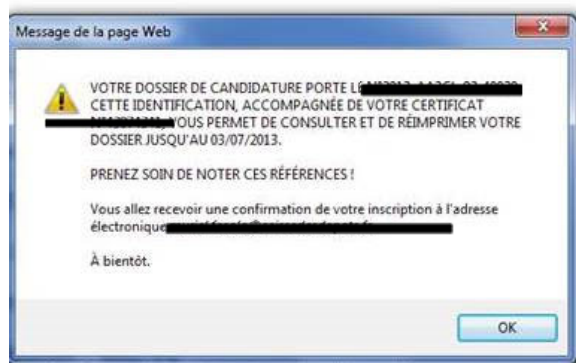 Message de la page Web
VOTRE DOSSIER DE CANDIDATURE PORTE LE
CETTE IDENTIFICATION, ACCOMPAGNÉE DE VOTRE CERTIFICAT
VOUS PERMET DE CONSULTER ET DE RÉIMPRIMER VOTRE
DOSSIER JUSQU'AU 03/07/2013.
PRENEZ SOIN DE NOTER CES RÉFÉRENCES !
Vous allez recevoir une confirmation de votre inscription à l'adresse
électronique
À bientôt.
OK